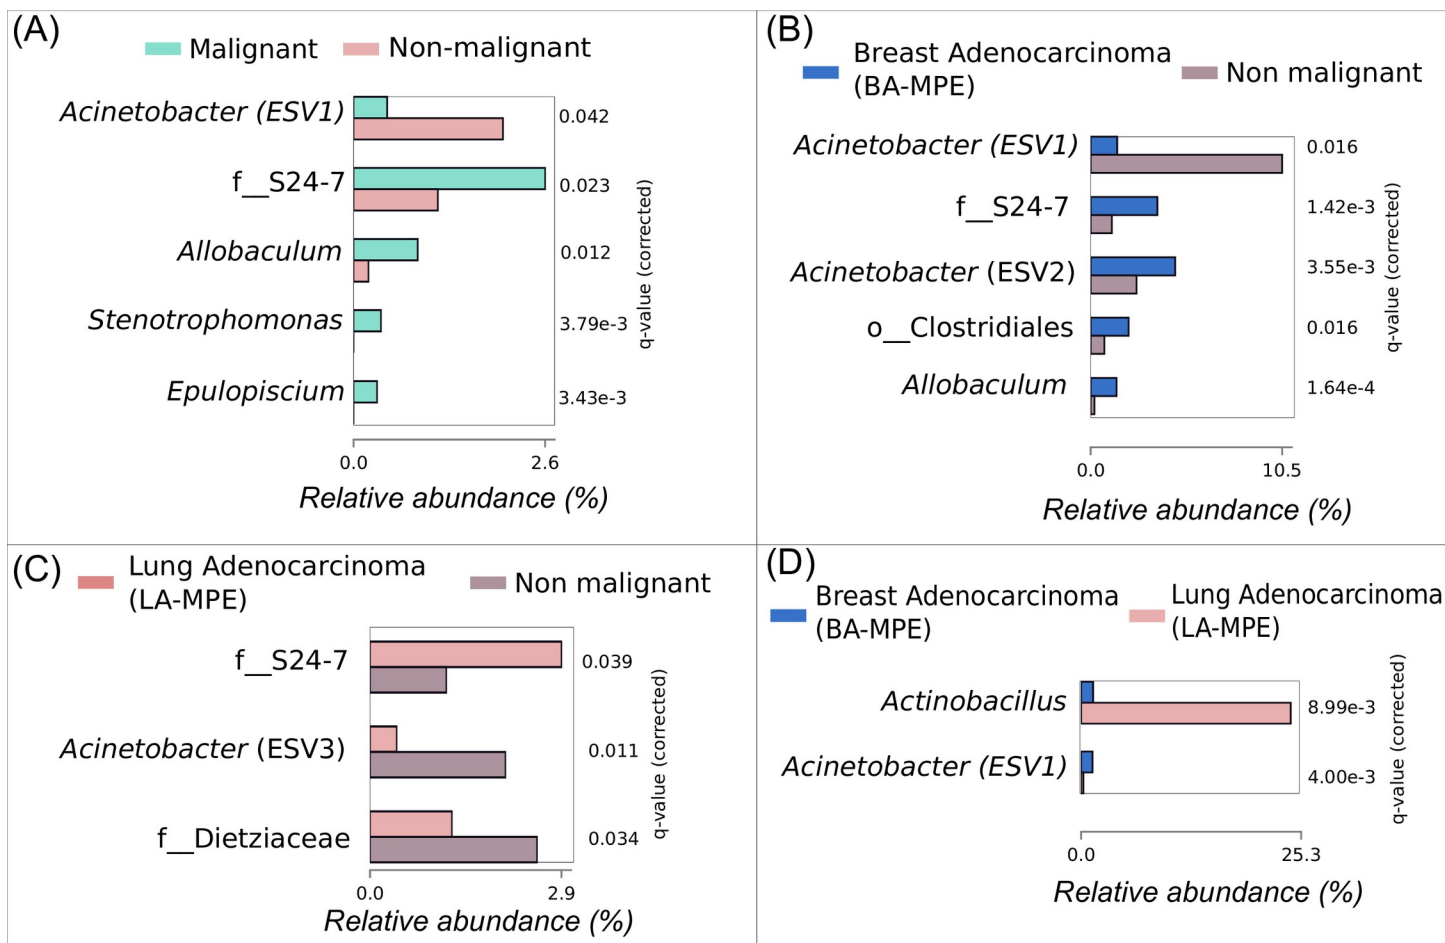 (A)
Malignant
Non-malignant
Acinetobacter (ESV1)
0.042
f__S24-7
0.023
Allobaculum
0.012
Stenotrophomonas
3.79e-3
Epulopiscium
3.43e-3
q-value (corrected)
0.0
2.6
Relative abundance (%)
(B)
Breast Adenocarcinoma
(BA-MPE)
Non malignant
Acinetobacter (ESV1)
0.016
f__S24-7
1.42e-3
Acinetobacter (ESV2)
3.55e-3
o__Clostridiales
0.016
Allobaculum
1.64e-4
q-value (corrected)
0.0
10.5
Relative abundance (%)
(C)
Lung Adenocarcinoma
(LA-MPE)
Non malignant
f__S24-7
0.039
Acinetobacter (ESV3)
0.011
f__Dietziaceae
0.034
q-value (corrected)
0.0
2.9
Relative abundance (%)
(D)
Breast Adenocarcinoma
(BA-MPE)
Lung Adenocarcinoma
(LA-MPE)
Actinobacillus
8.99e-3
Acinetobacter (ESV1)
4.00e-3
q-value (corrected)
0.0
25.3
Relative abundance (%)